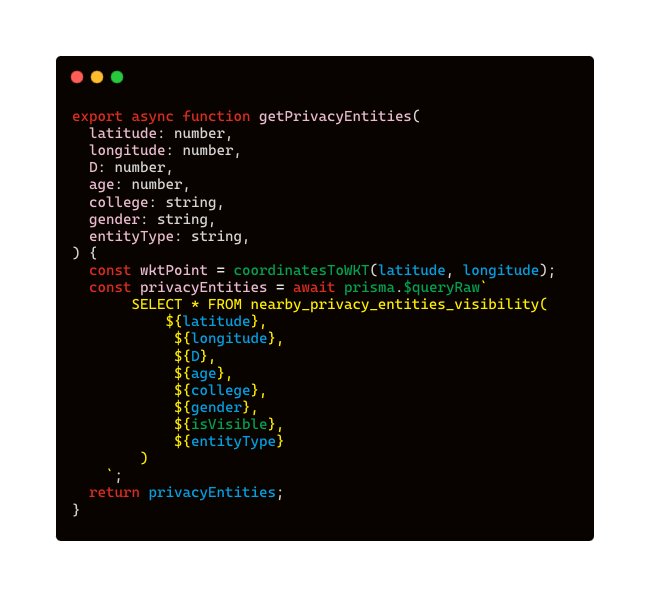 export async function getPrivacyEntities(
  latitude: number,
  longitude: number,
  D: number,
  age: number,
  college: string,
  gender: string,
  entityType: string,
) {
  const wktPoint = coordinatesToWKT(latitude, longitude);
  const privacyEntities = await prisma.$queryRaw`
       SELECT * FROM nearby_privacy_entities_visibility(
           ${latitude},
            ${longitude},
            ${D},
            ${age},
            ${college},
            ${gender},
            ${isVisible},
            ${entityType}
        )
    `;
  return privacyEntities;
}